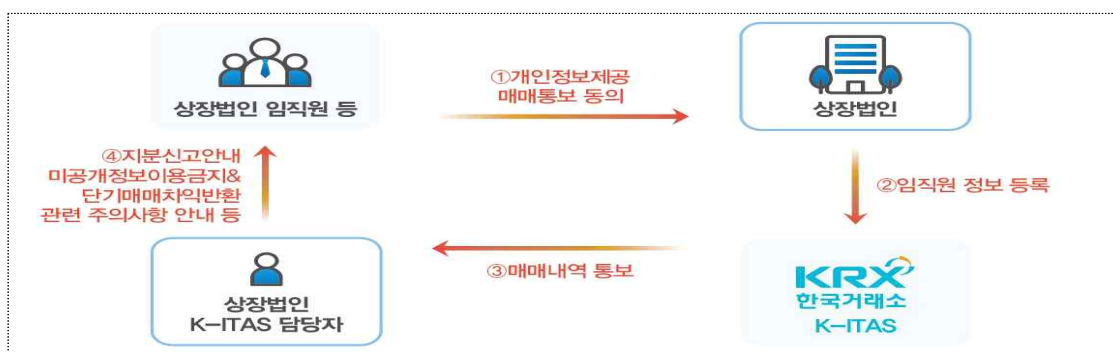 상장법인 임직원 등
①개인정보제공
매매통보 동의
상장법인
②임직원 정보 등록
KRX
한국거래소
K-ITAS
③매매내역 통보
상장법인
K-ITAS 담당자
④지분신고안내
미공개정보이용금지&
단기매매차익반환
관련 주의사항 안내 등